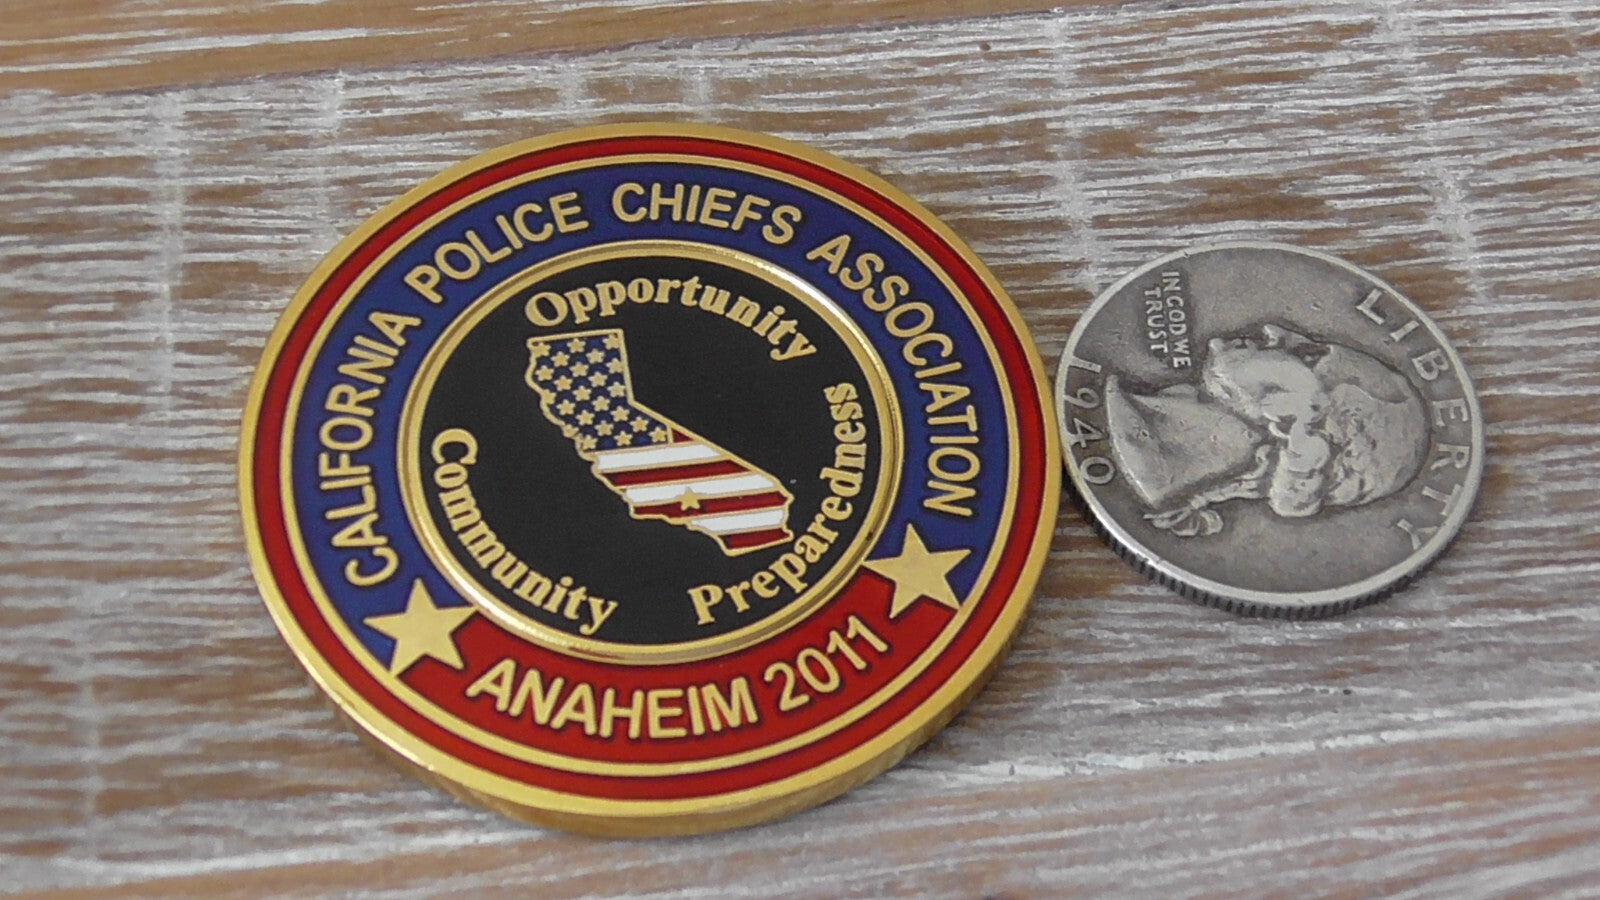 CALIFORNIA POLICE CHIEFS ASSOCIATION
Opportunity
Preparedness
Community
ANAHEIM 2011
LIBERTY
IN GOD WE
TRUST
1940